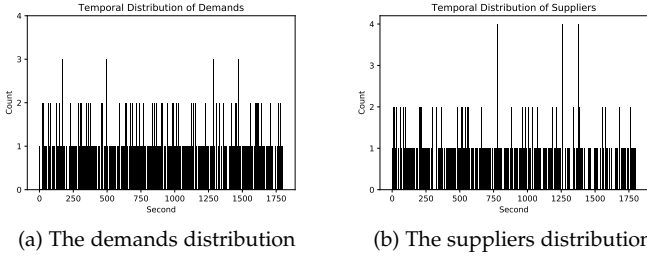 Temporal Distribution of Demands
4
3
2
1
0
Count
0 250 500 750 1000 1250 1500 1750
Second
(a) The demands distribution
Temporal Distribution of Suppliers
4
3
2
1
0
Count
0 250 500 750 1000 1250 1500 1750
Second
(b) The suppliers distribution